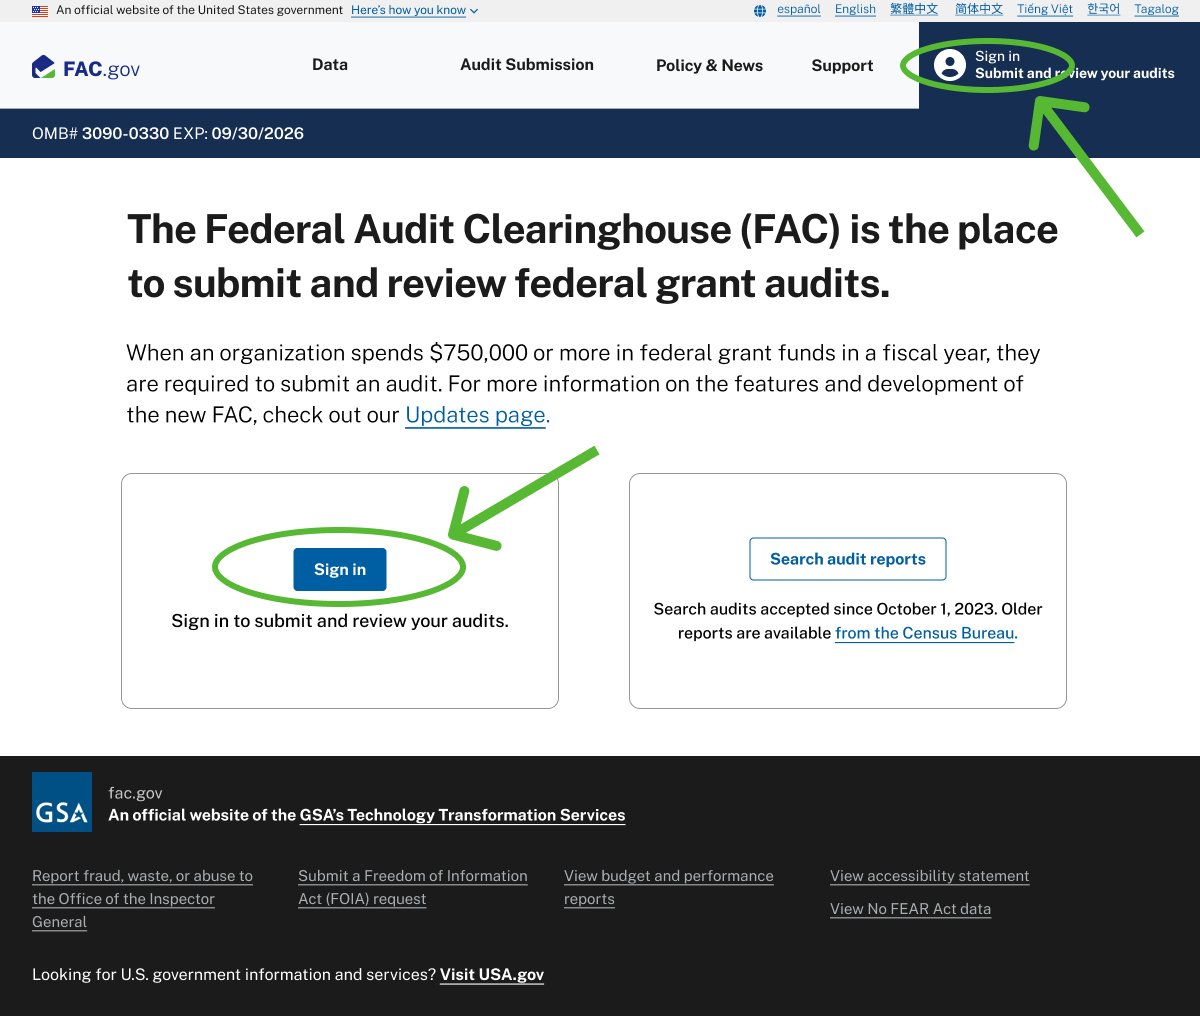 An official website of the United States government Here's how you know
español English 繁體中文 简体中文 Tiếng Việt 한국어 Tagalog
FAC.gov
Data Audit Submission Policy & News Support
Sign in
Submit and review your audits
OMB# 3090-0330 EXP: 09/30/2026
The Federal Audit Clearinghouse (FAC) is the place
to submit and review federal grant audits.
When an organization spends $750,000 or more in federal grant funds in a fiscal year, they
are required to submit an audit. For more information on the features and development of
the new FAC, check out our Updates page.
Sign in
Sign in to submit and review your audits.
Search audit reports
Search audits accepted since October 1, 2023. Older
reports are available from the Census Bureau.
GSA
fac.gov
An official website of the GSA’s Technology Transformation Services
Report fraud, waste, or abuse to
the Office of the Inspector
General
Submit a Freedom of Information
Act (FOIA) request
View budget and performance
reports
View accessibility statement
View No FEAR Act data
Looking for U.S. government information and services? Visit USA.gov